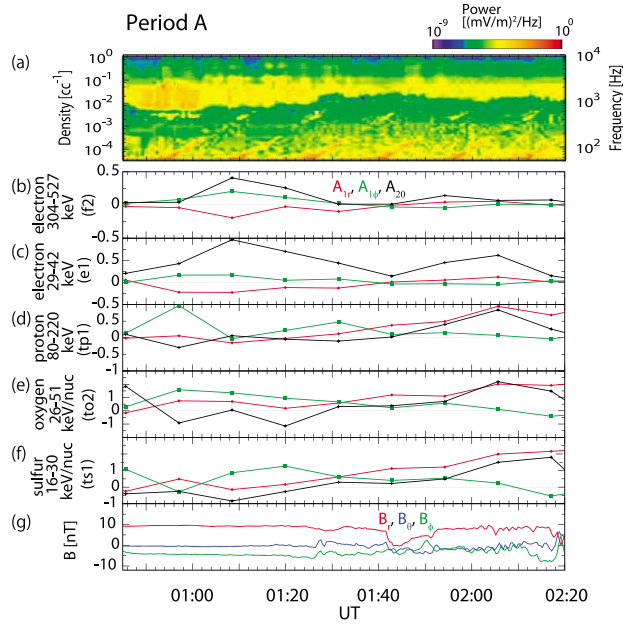 Period A
Power
[(mV/m)²/Hz]
10⁻⁹ 10⁰
(a)
Density [cc⁻¹]
10⁰
10⁻¹
10⁻²
10⁻³
10⁻⁴
10⁴
10³
10²
Frequency [Hz]
(b)
electron
304-527
keV
(f2)
0.5
0
-0.5
A1r, A1ϕ, A20
(c)
electron
29-42
keV
(e1)
0.5
0
-0.5
(d)
proton
80-220
keV
(tp1)
1
0
-1
(e)
oxygen
26-51
keV/nuc
(to2)
1
0
-1
(f)
sulfur
16-30
keV/nuc
(ts1)
1
0
(g)
B [nT]
10
0
-10
Br, Bθ, Bϕ
01:00 01:20 01:40 02:00 02:20
UT